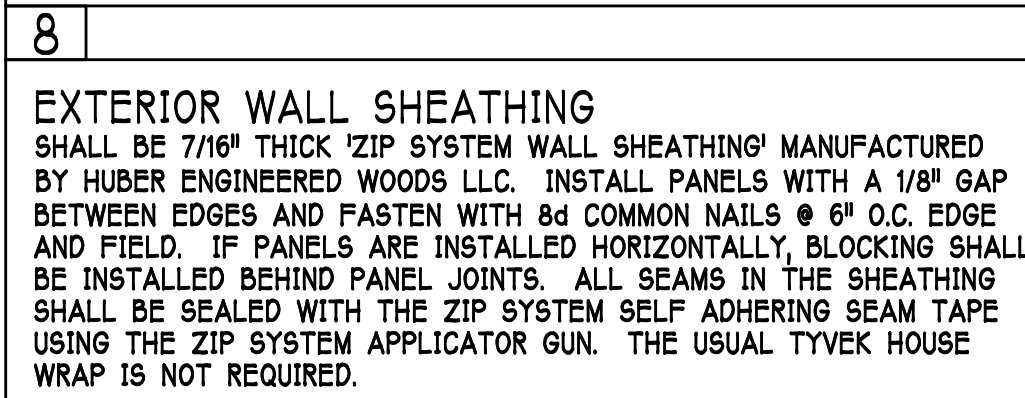 8
EXTERIOR WALL SHEATHING
SHALL BE 7/16" THICK 'ZIP SYSTEM WALL SHEATHING' MANUFACTURED
BY HUBER ENGINEERED WOODS LLC. INSTALL PANELS WITH A 1/8" GAP
BETWEEN EDGES AND FASTEN WITH 8d COMMON NAILS @ 6" O.C. EDGE
AND FIELD. IF PANELS ARE INSTALLED HORIZONTALLY, BLOCKING SHALL
BE INSTALLED BEHIND PANEL JOINTS. ALL SEAMS IN THE SHEATHING
SHALL BE SEALED WITH THE ZIP SYSTEM SELF ADHERING SEAM TAPE
USING THE ZIP SYSTEM APPLICATOR GUN. THE USUAL TYVEK HOUSE
WRAP IS NOT REQUIRED.